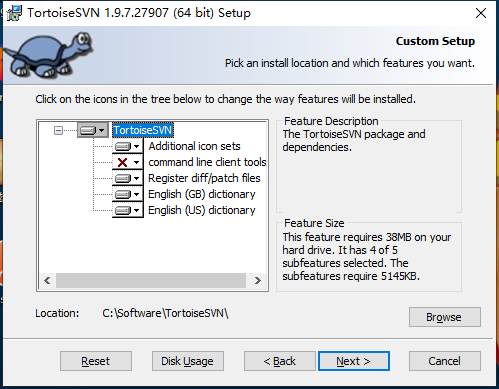 TortoiseSVN 1.9.7.27907 (64 bit) Setup
Custom Setup
Pick an install location and which features you want.
Click on the icons in the tree below to change the way features will be installed.
TortoiseSVN
Additional icon sets
command line client tools
Register diff/patch files
English (GB) dictionary
English (US) dictionary
Feature Description
The TortoiseSVN package and
dependencies.
Feature Size
This feature requires 38MB on your
hard drive. It has 4 of 5
subfeatures selected. The
subfeatures require 5145KB.
Location: C:\Software\TortoiseSVN\
Browse
Reset Disk Usage < Back Next > Cancel